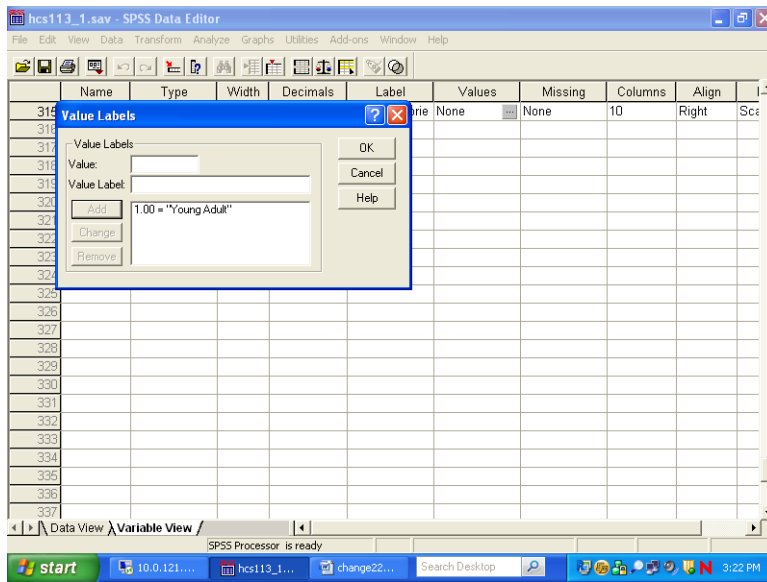 hcs113_1.sav - SPSS Data Editor
File Edit View Data Transform Analyze Graphs Utilities Add-ons Window Help
Name Type Width Decimals Label Values Missing Columns Align
315 None None 10 Right Sca
Value Labels
316
317 Value Labels OK
318 Value:
Cancel
319 Value Label:
320 Add 1.00 = "Young Adult" Help
321
322 Change
323 Remove
324
325
326
327
328
329
330
331
332
333
334
335
336
337
Data View Variable View
SPSS Processor is ready
start 10.0.121.... hcs113_1... change22... Search Desktop N 3:22 PM